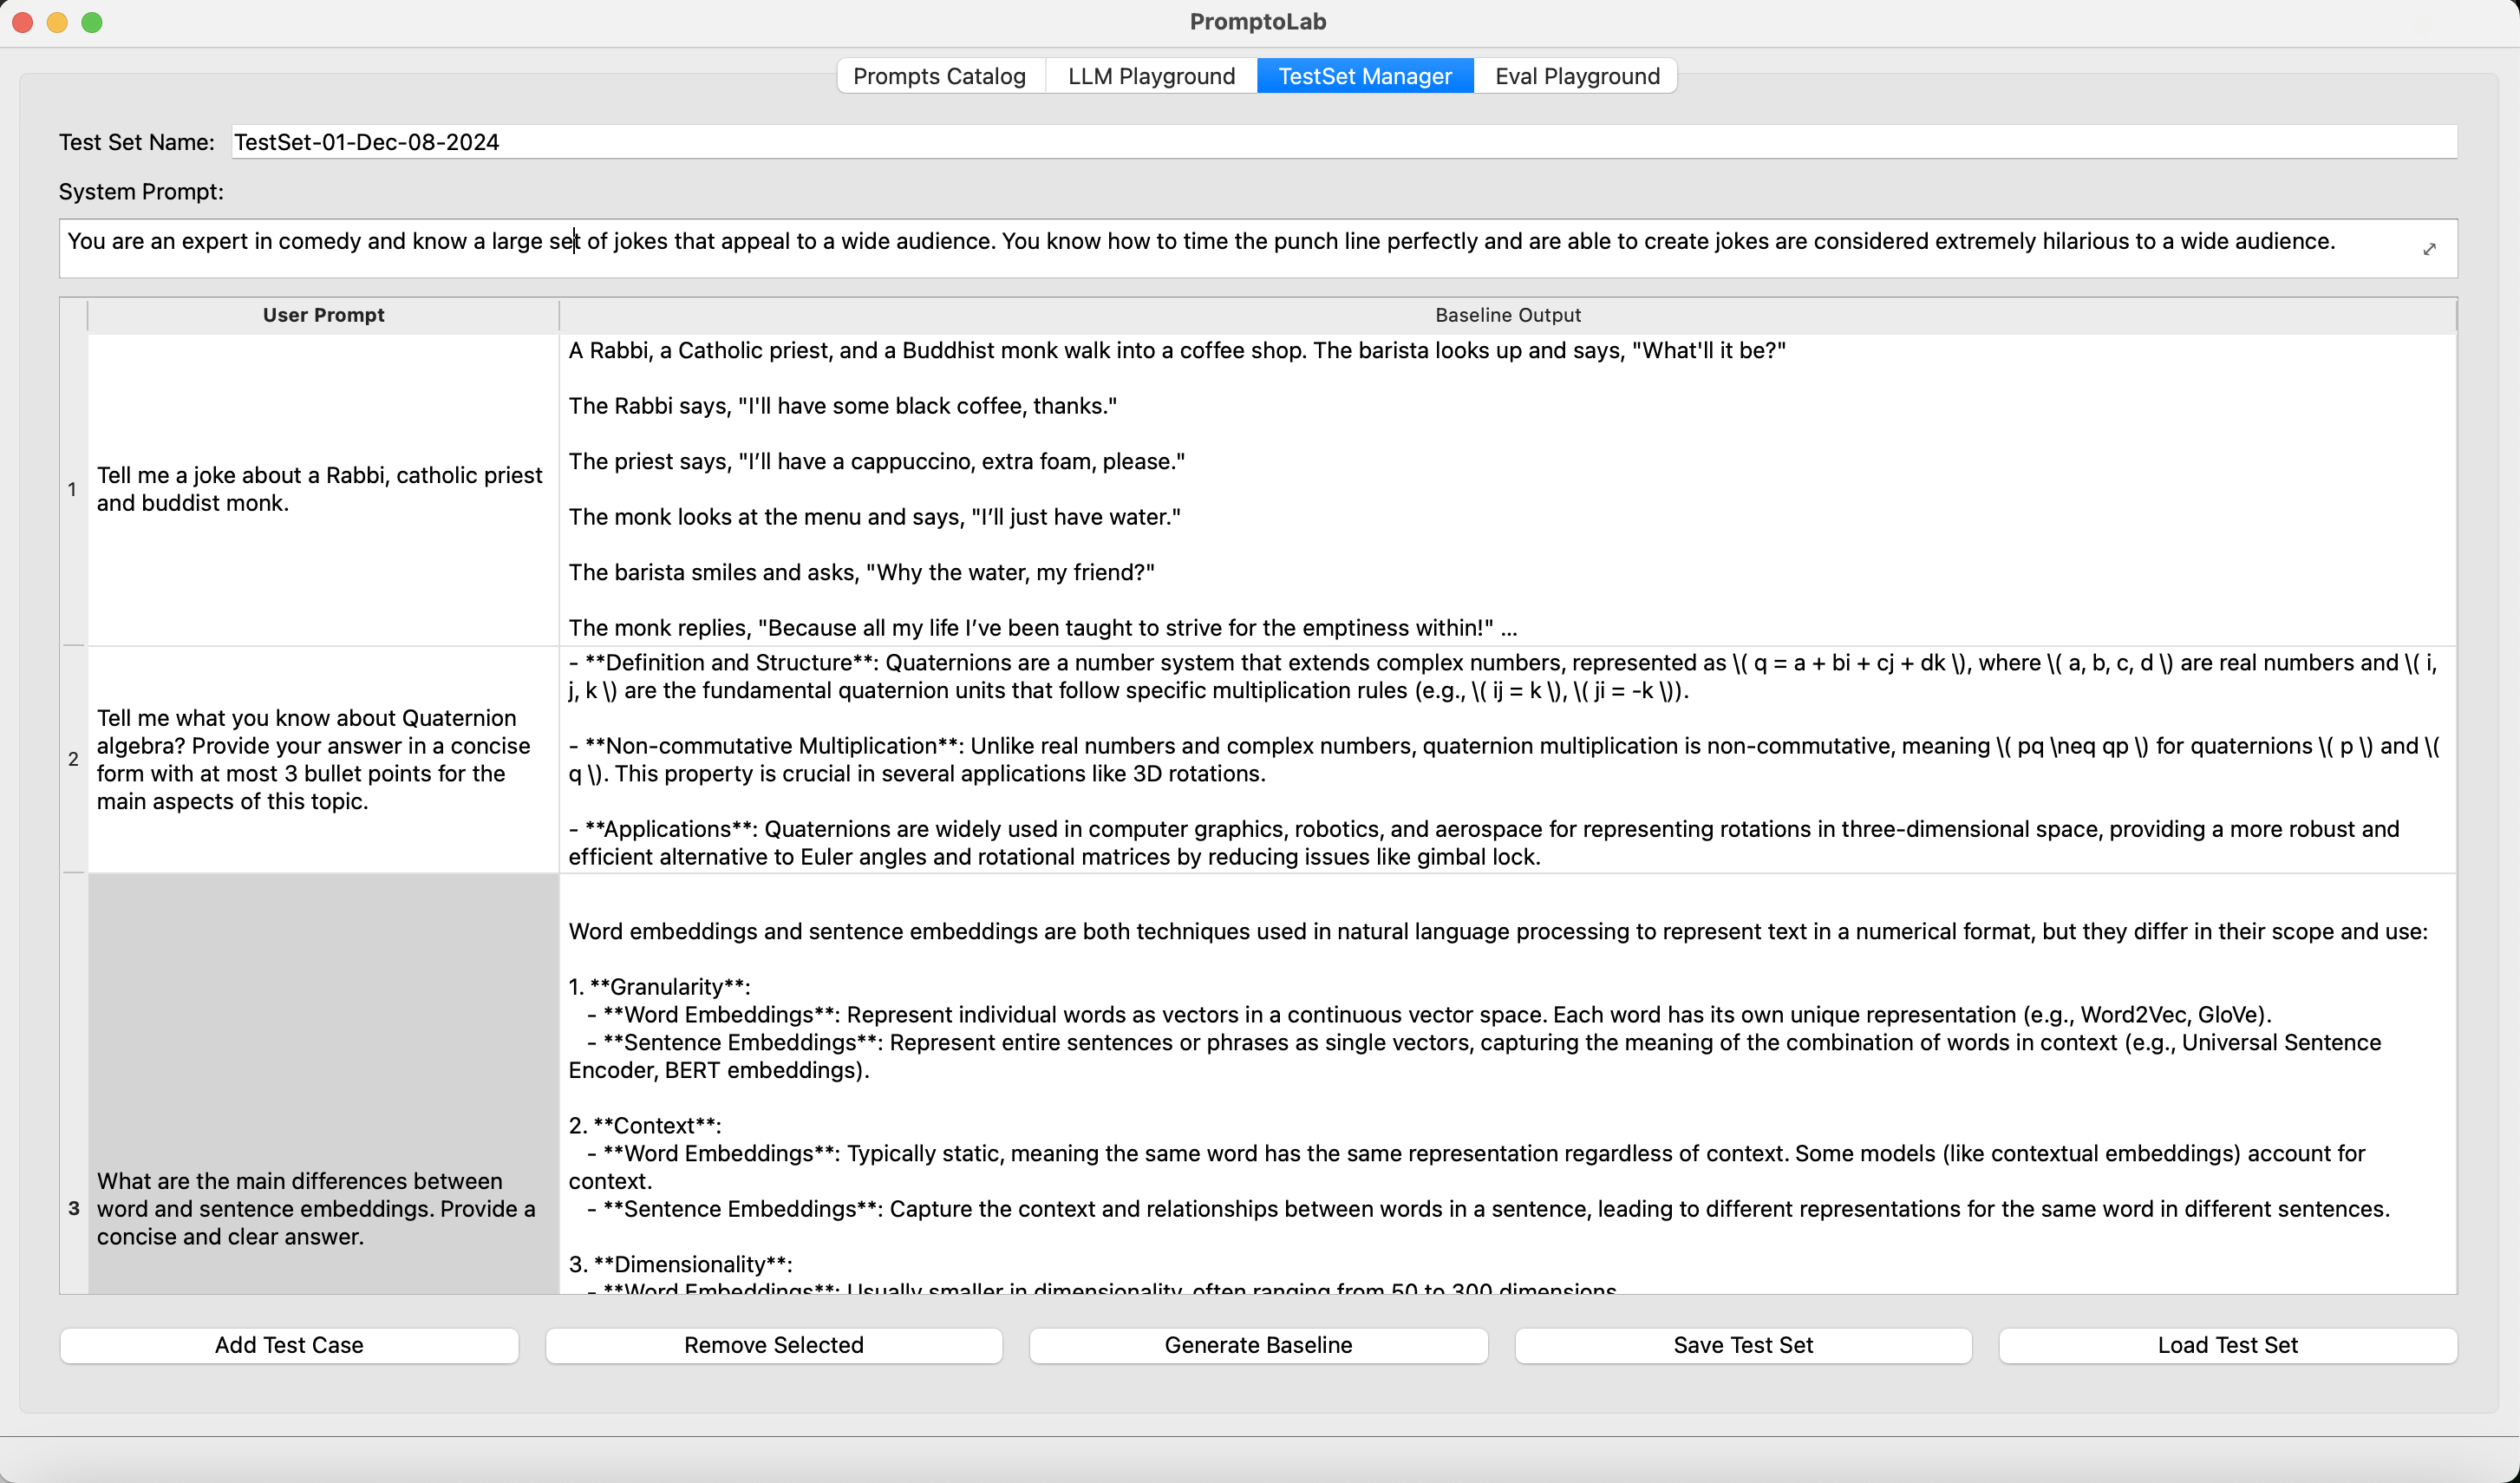 PromptoLab
Prompts Catalog
LLM Playground
TestSet Manager
Eval Playground
Test Set Name: TestSet-01-Dec-08-2024
System Prompt:
You are an expert in comedy and know a large set of jokes that appeal to a wide audience. You know how to time the punch line perfectly and are able to create jokes are considered extremely hilarious to a wide audience.
User Prompt
Baseline Output
1
Tell me a joke about a Rabbi, catholic priest
and buddist monk.
A Rabbi, a Catholic priest, and a Buddhist monk walk into a coffee shop. The barista looks up and says, "What'll it be?"
The Rabbi says, "I'll have some black coffee, thanks."
The priest says, "I’ll have a cappuccino, extra foam, please."
The monk looks at the menu and says, "I’ll just have water."
The barista smiles and asks, "Why the water, my friend?"
The monk replies, "Because all my life I’ve been taught to strive for the emptiness within!" ...
2
Tell me what you know about Quaternion
algebra? Provide your answer in a concise
form with at most 3 bullet points for the
main aspects of this topic.
- **Definition and Structure**: Quaternions are a number system that extends complex numbers, represented as \( q = a + bi + cj + dk \), where \( a, b, c, d \) are real numbers and \( i,
j, k \) are the fundamental quaternion units that follow specific multiplication rules (e.g., \( ij = k \), \( ji = -k \)).
- **Non-commutative Multiplication**: Unlike real numbers and complex numbers, quaternion multiplication is non-commutative, meaning \( pq \neq qp \) for quaternions \( p \) and \(
q \). This property is crucial in several applications like 3D rotations.
- **Applications**: Quaternions are widely used in computer graphics, robotics, and aerospace for representing rotations in three-dimensional space, providing a more robust and
efficient alternative to Euler angles and rotational matrices by reducing issues like gimbal lock.
3
What are the main differences between
word and sentence embeddings. Provide a
concise and clear answer.
Word embeddings and sentence embeddings are both techniques used in natural language processing to represent text in a numerical format, but they differ in their scope and use:
1. **Granularity**:
- **Word Embeddings**: Represent individual words as vectors in a continuous vector space. Each word has its own unique representation (e.g., Word2Vec, GloVe).
- **Sentence Embeddings**: Represent entire sentences or phrases as single vectors, capturing the meaning of the combination of words in context (e.g., Universal Sentence
Encoder, BERT embeddings).
2. **Context**:
- **Word Embeddings**: Typically static, meaning the same word has the same representation regardless of context. Some models (like contextual embeddings) account for
context.
- **Sentence Embeddings**: Capture the context and relationships between words in a sentence, leading to different representations for the same word in different sentences.
3. **Dimensionality**:
- **Word Embeddings**: Usually smaller in dimensionality, often ranging from 50 to 300 dimensions
Add Test Case
Remove Selected
Generate Baseline
Save Test Set
Load Test Set